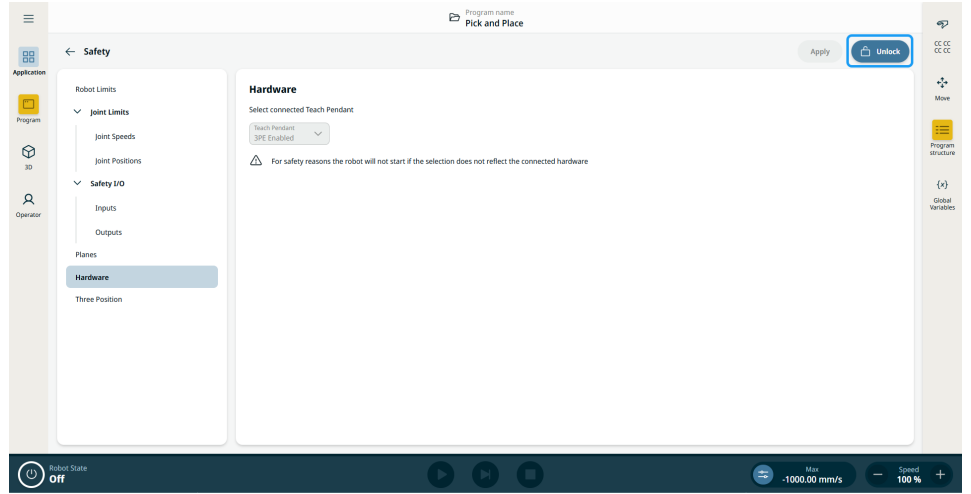 Program name
Pick and Place
Application
Program
3D
Operator
Safety
Apply
Unlock
Robot Limits
Joint Limits
Joint Speeds
Joint Positions
Safety I/O
Inputs
Outputs
Planes
Hardware
Three Position
Hardware
Select connected Teach Pendant
Teach Pendant
3PE Enabled
For safety reasons the robot will not start if the selection does not reflect the connected hardware
CC CC
CC CC
Move
Program
structure
{x}
Global
Variables
Robot State
Off
Max
-1000.00 mm/s
Speed
100 %